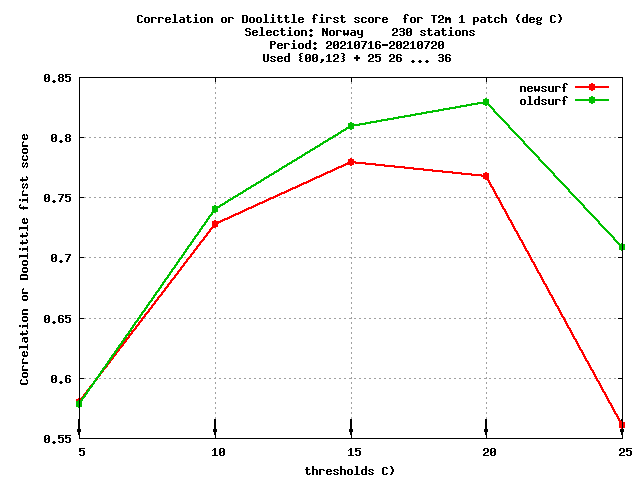 Correlation or Doolittle first score  for T2m 1 patch (deg C)
Selection: Norway    230 stations
Period: 20210716-20210720
Used {00,12} + 25 26 ... 36
newsurf
oldsurf
0.85
0.8
0.75
0.7
0.65
0.6
0.55
Correlation or Doolittle first score
5 10 15 20 25
thresholds C)